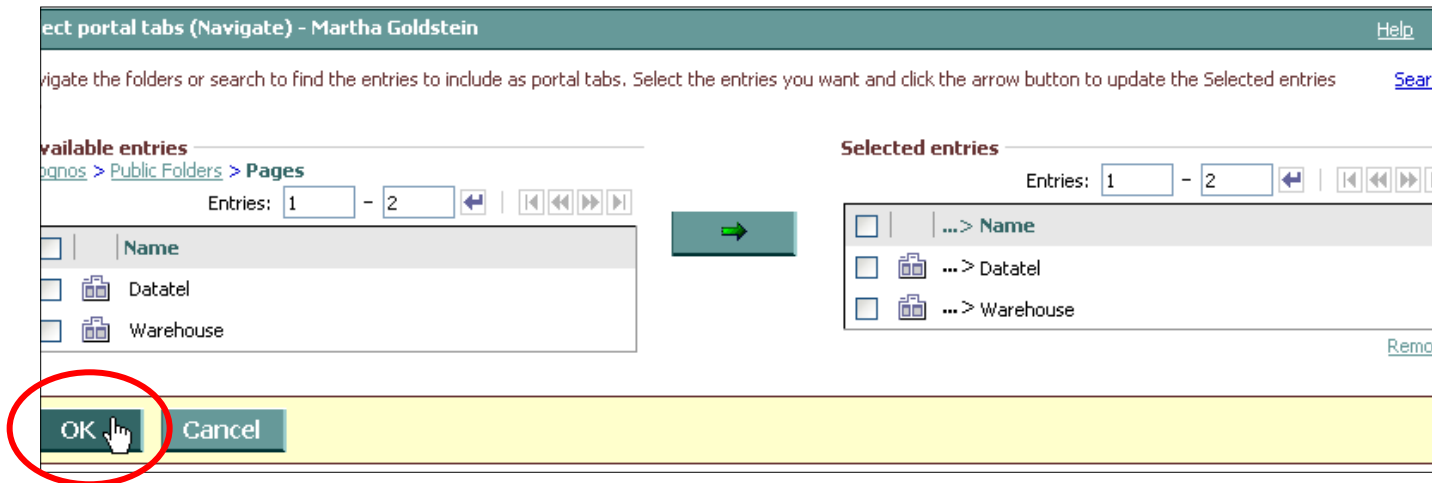 ect portal tabs (Navigate) - Martha Goldstein Help
vigate the folders or search to find the entries to include as portal tabs. Select the entries you want and click the arrow button to update the Selected entries Sear
vailable entries
ognos > Public Folders > Pages
Entries: 1 - 2
Name
Datatel
Warehouse
Selected entries
Entries: 1 - 2
...> Name
...> Datatel
...> Warehouse
Remo
OK Cancel